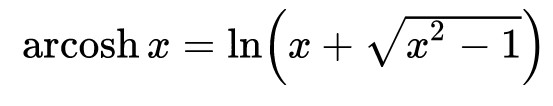 arcosh x = ln(x + √(x² − 1))